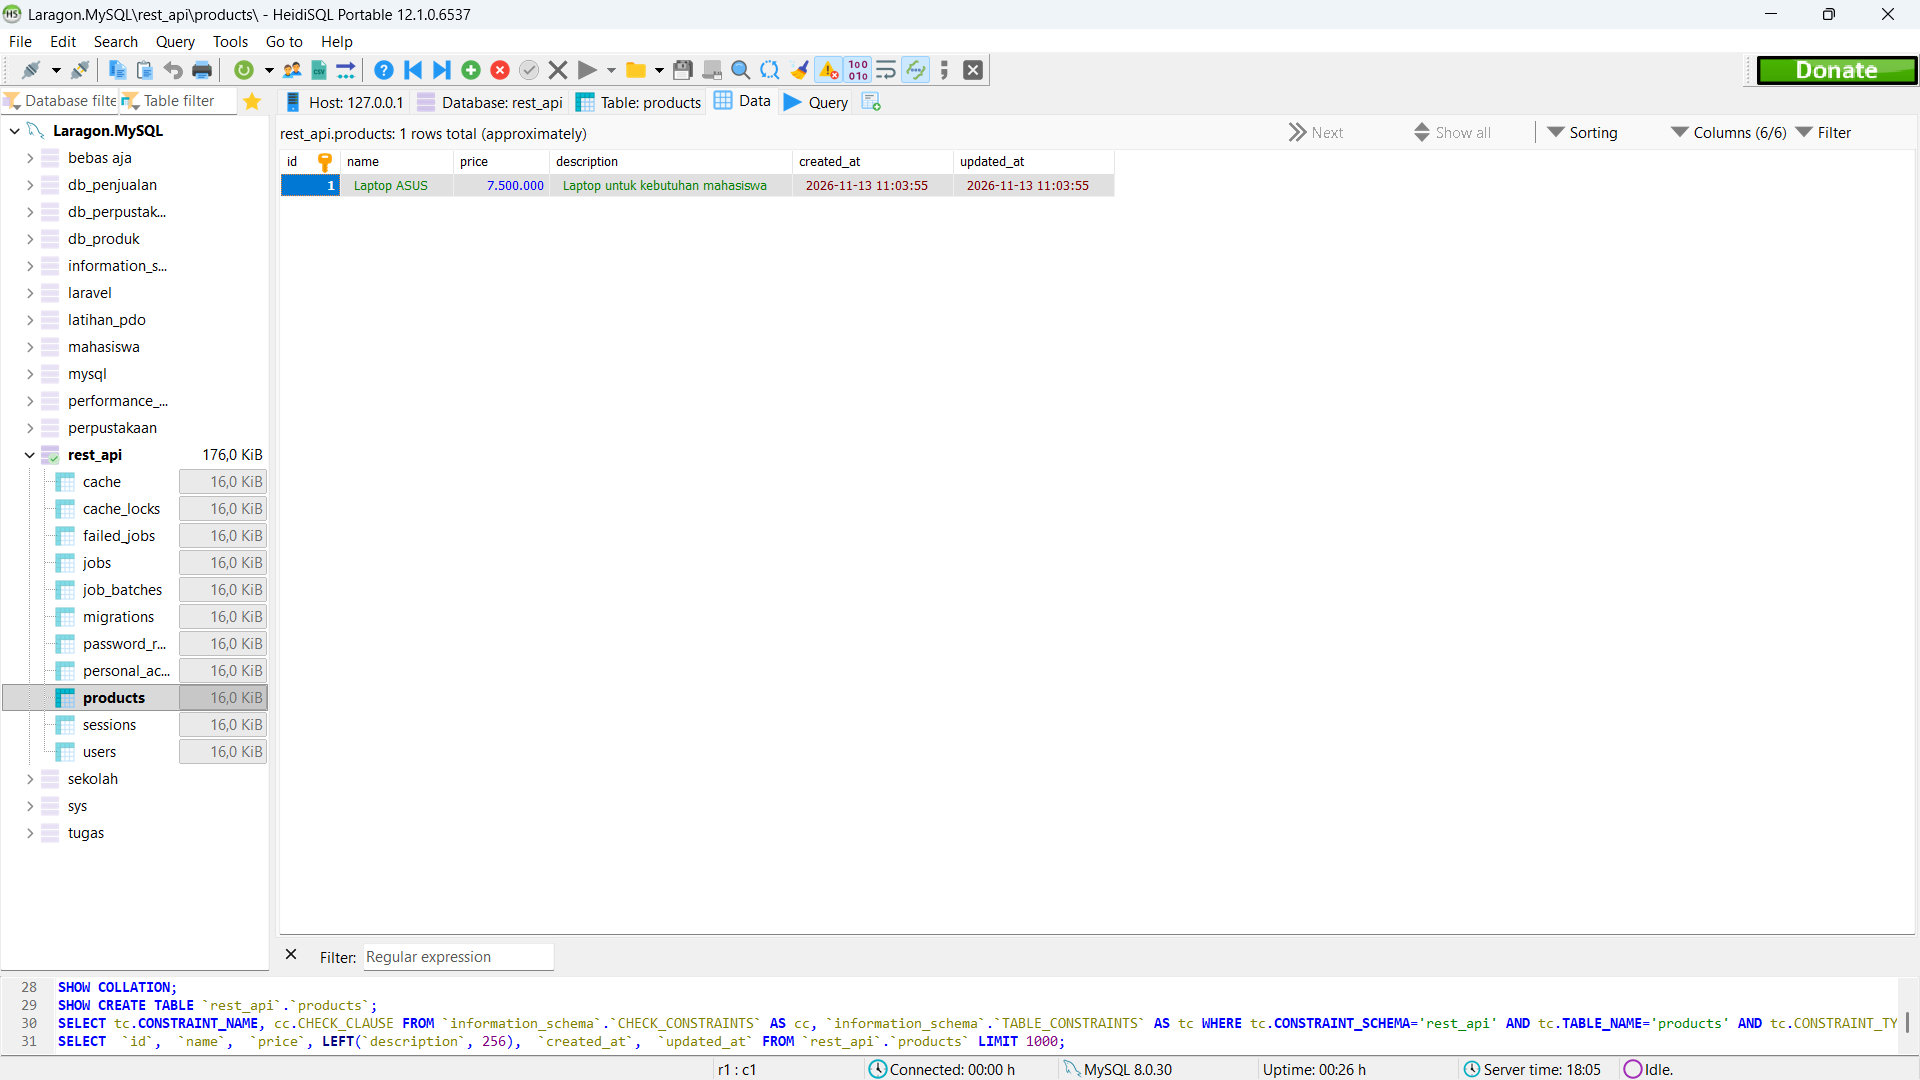 Laragon.MySQL\rest_api\products\ - HeidiSQL Portable 12.1.0.6537
File Edit Search Query Tools Go to Help
Donate
Database filte Table filter
Host: 127.0.0.1 Database: rest_api Table: products Data Query
rest_api.products: 1 rows total (approximately) Next Show all Sorting Columns (6/6) Filter
id name price description created_at updated_at
1 Laptop ASUS 7.500.000 Laptop untuk kebutuhan mahasiswa 2026-11-13 11:03:55 2026-11-13 11:03:55
Laragon.MySQL
bebas aja
db_penjualan
db_perpustak...
db_produk
information_s...
laravel
latihan_pdo
mahasiswa
mysql
performance_...
perpustakaan
rest_api 176,0 KiB
cache 16,0 KiB
cache_locks 16,0 KiB
failed_jobs 16,0 KiB
jobs 16,0 KiB
job_batches 16,0 KiB
migrations 16,0 KiB
password_r... 16,0 KiB
personal_ac... 16,0 KiB
products 16,0 KiB
sessions 16,0 KiB
users 16,0 KiB
sekolah
sys
tugas
Filter: Regular expression
28 SHOW COLLATION;
29 SHOW CREATE TABLE `rest_api`.`products`;
30 SELECT tc.CONSTRAINT_NAME, cc.CHECK_CLAUSE FROM `information_schema`.`CHECK_CONSTRAINTS` AS cc, `information_schema`.`TABLE_CONSTRAINTS` AS tc WHERE tc.CONSTRAINT_SCHEMA='rest_api' AND tc.TABLE_NAME='products' AND tc.CONSTRAINT_TY
31 SELECT `id`, `name`, `price`, LEFT(`description`, 256), `created_at`, `updated_at` FROM `rest_api`.`products` LIMIT 1000;
r1 : c1 Connected: 00:00 h MySQL 8.0.30 Uptime: 00:26 h Server time: 18:05 Idle.